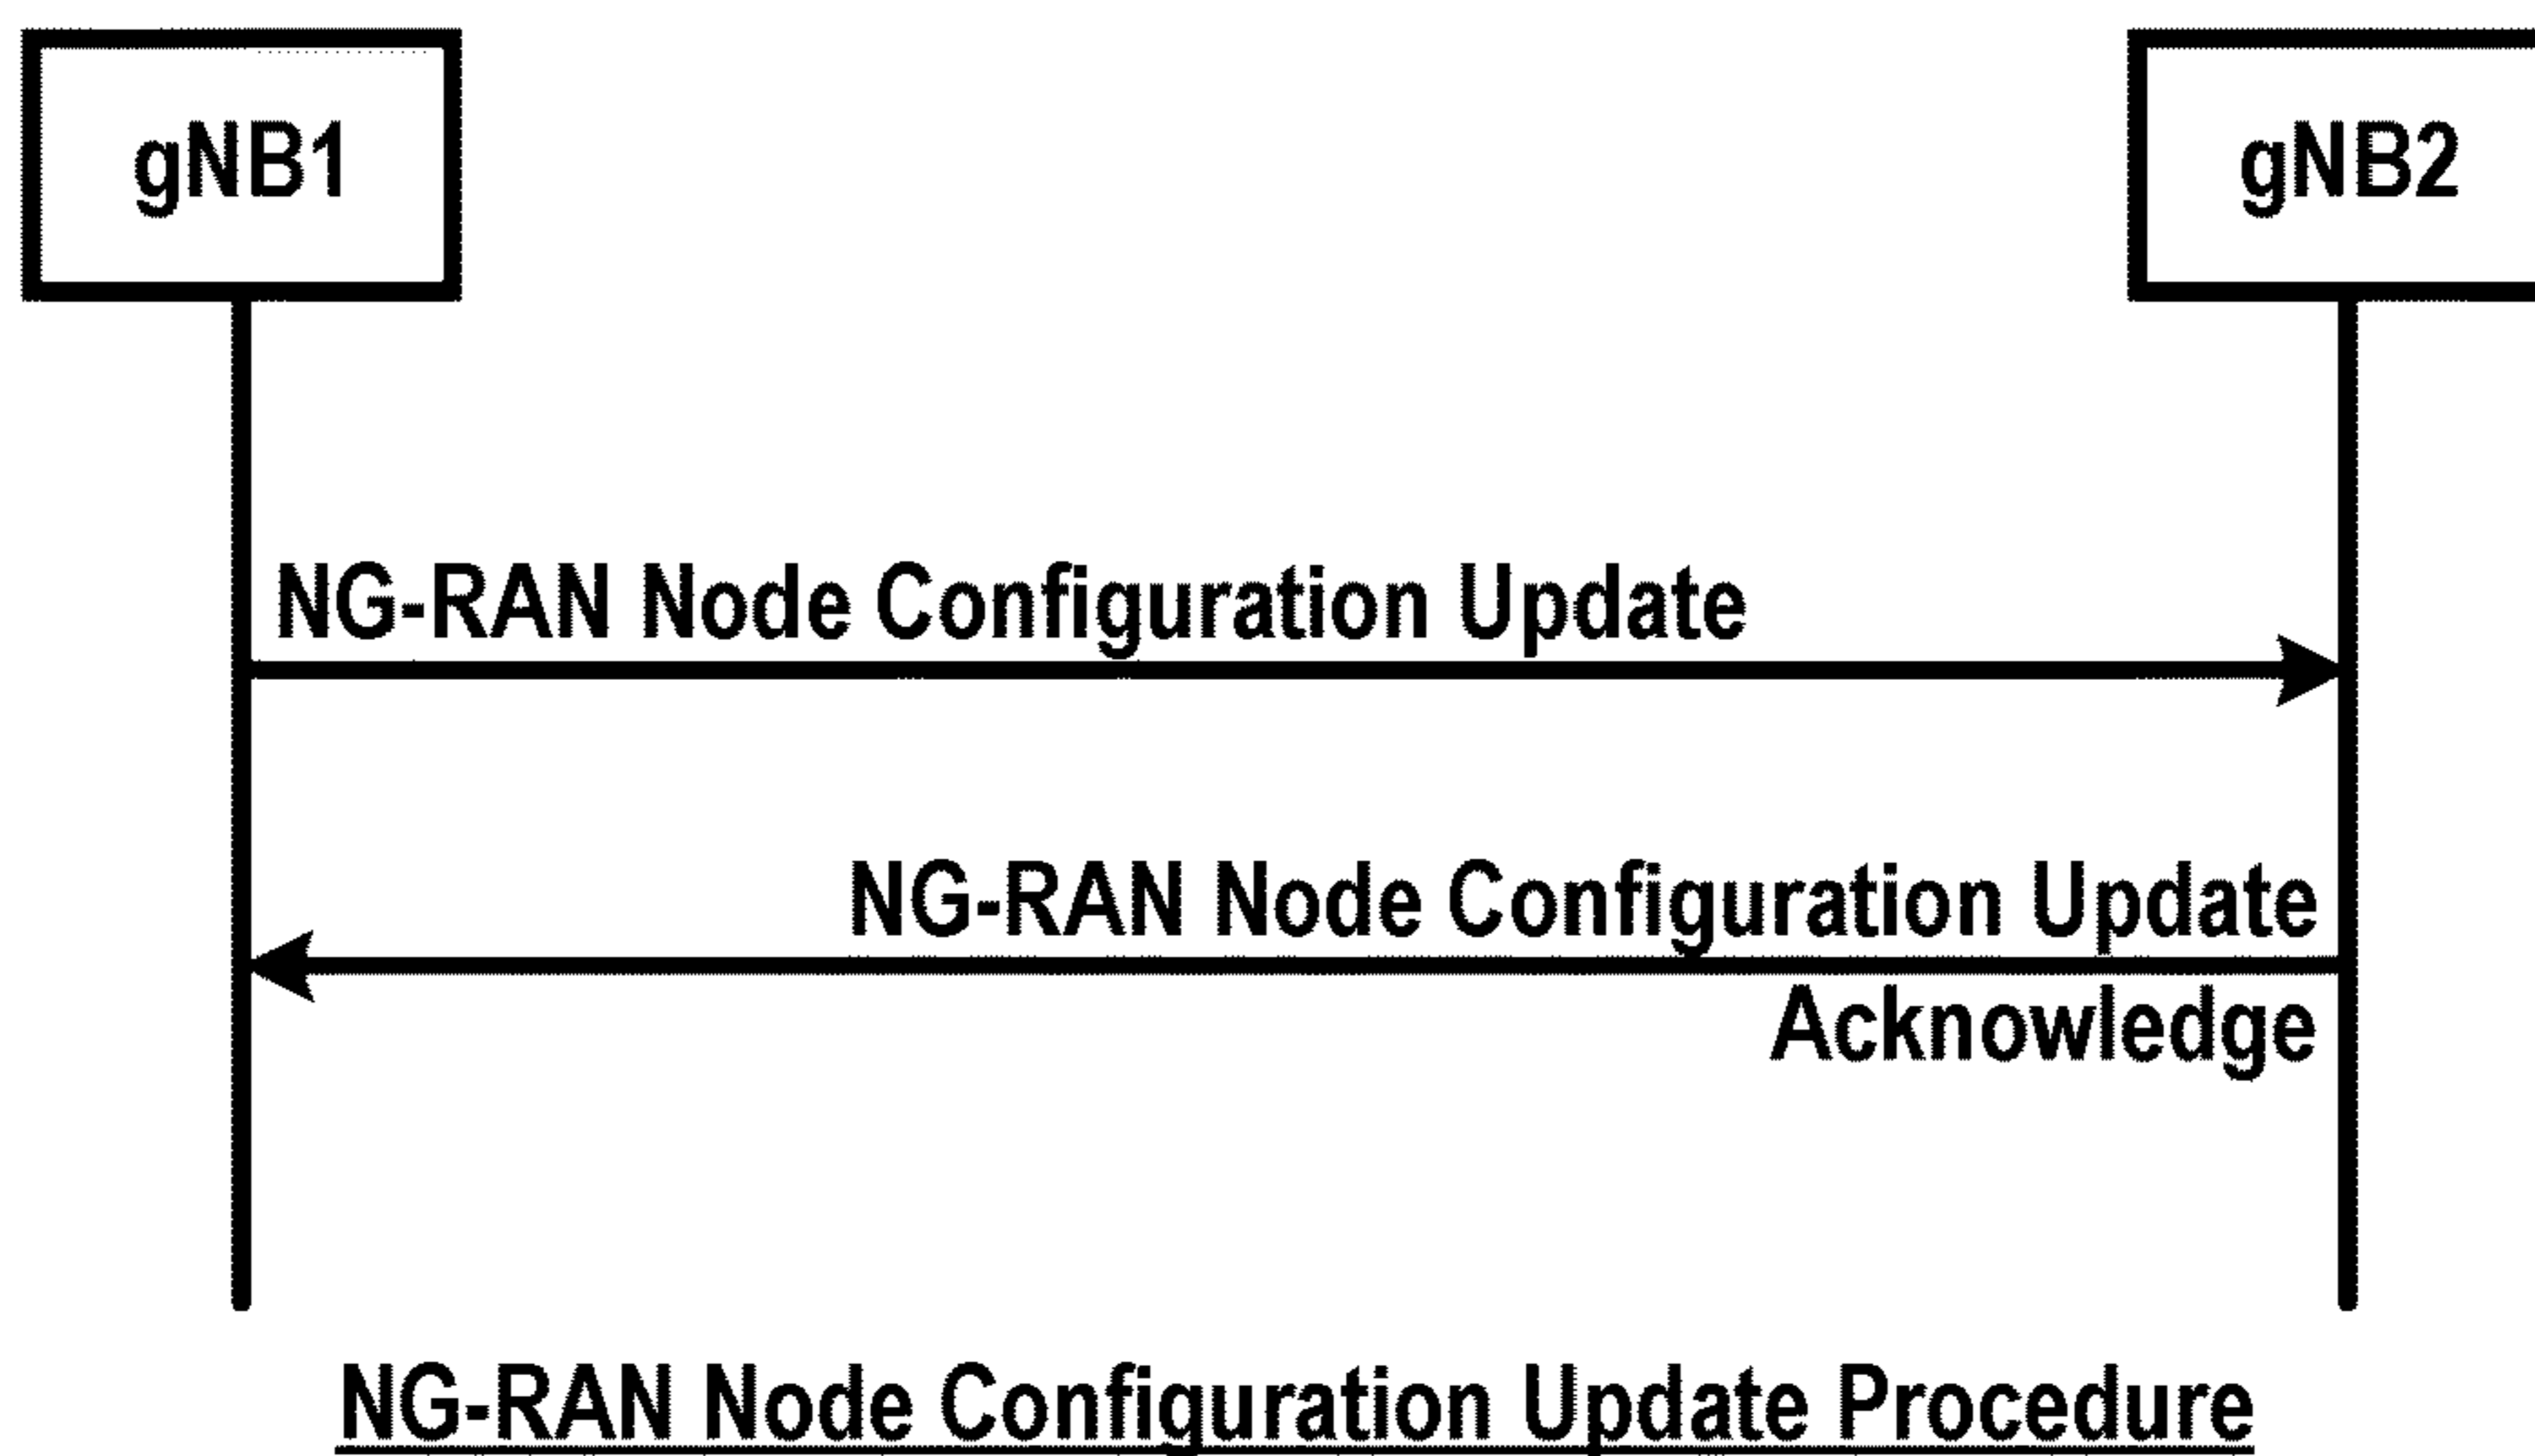 gNB1
gNB2
NG-RAN Node Configuration Update
NG-RAN Node Configuration Update
Acknowledge
NG-RAN Node Configuration Update Procedure